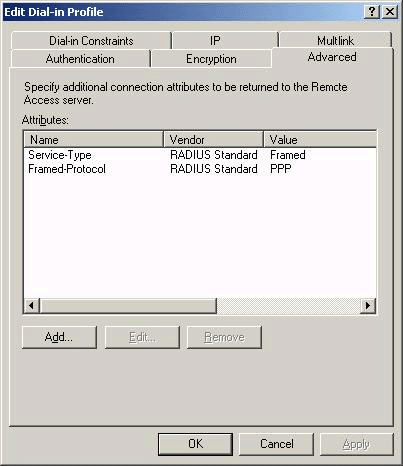 Edit Dial-in Profile
Dial-in Constraints IP Multlink
Authentication Encryption Advanced
Specify additional connection attributes to be returned to the Remcte
Access server.
Attributes:
Name Vendor Value
Service-Type RADIUS Standard Framed
Framed-Protocol RADIUS Standard PPP
Add... Edit... Remove
OK Cancel Apply